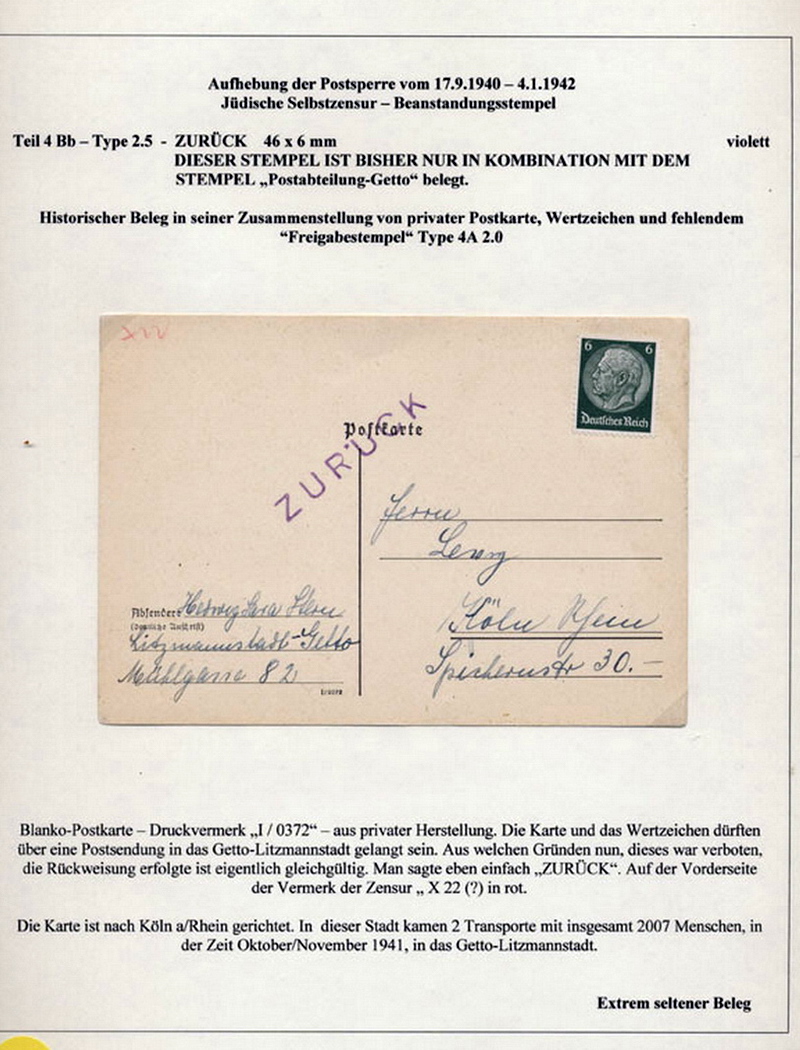 Aufhebung der Postsperre vom 17.9.1940 – 4.1.1942
Jüdische Selbstzensur – Beanstandungsstempel
Teil 4 Bb – Type 2.5 - ZURÜCK 46 x 6 mm violett
DIESER STEMPEL IST BISHER NUR IN KOMBINATION MIT DEM
STEMPEL „Postabteilung-Getto“ belegt.
Historischer Beleg in seiner Zusammenstellung von privater Postkarte, Wertzeichen und fehlendem
“Freigabestempel“ Type 4A 2.0
6 6
Deutsches Reich
ZURÜCK
Postkarte
Herrn
Levy
Köln Rhein
Spichernstr 30.–
Absender: Hedwig Sara Stern
Litzmannstadt-Getto
Mühlgasse 82
Blanko-Postkarte – Druckvermerk „I / 0372“ – aus privater Herstellung. Die Karte und das Wertzeichen dürften
über eine Postsendung in das Getto-Litzmannstadt gelangt sein. Aus welchen Gründen nun, dieses war verboten,
die Rückweisung erfolgte ist eigentlich gleichgültig. Man sagte eben einfach „ZURÜCK“. Auf der Vorderseite
der Vermerk der Zensur „ X 22 (?) in rot.
Die Karte ist nach Köln a/Rhein gerichtet. In dieser Stadt kamen 2 Transporte mit insgesamt 2007 Menschen, in
der Zeit Oktober/November 1941, in das Getto-Litzmannstadt.
Extrem seltener Beleg